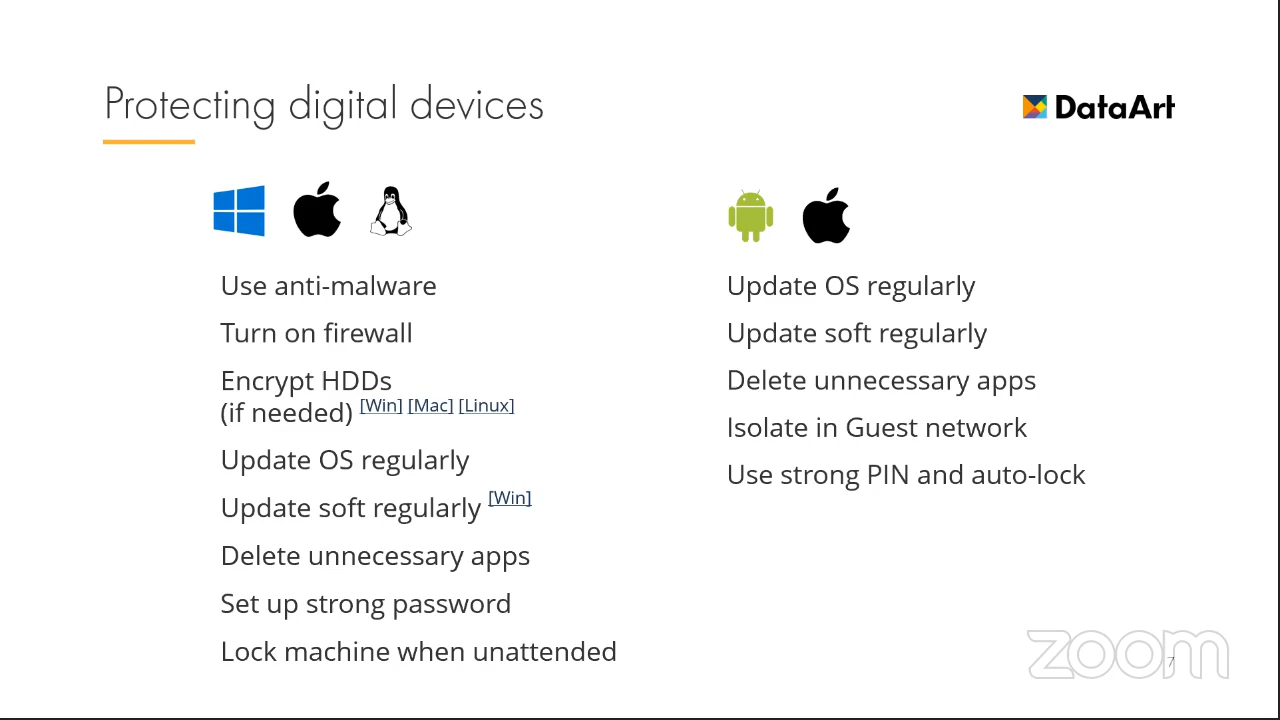 Protecting digital devices
DataArt
Use anti-malware
Turn on firewall
Encrypt HDDs
(if needed) [Win] [Mac] [Linux]
Update OS regularly
Update soft regularly [Win]
Delete unnecessary apps
Set up strong password
Lock machine when unattended
Update OS regularly
Update soft regularly
Delete unnecessary apps
Isolate in Guest network
Use strong PIN and auto-lock
zoom
7